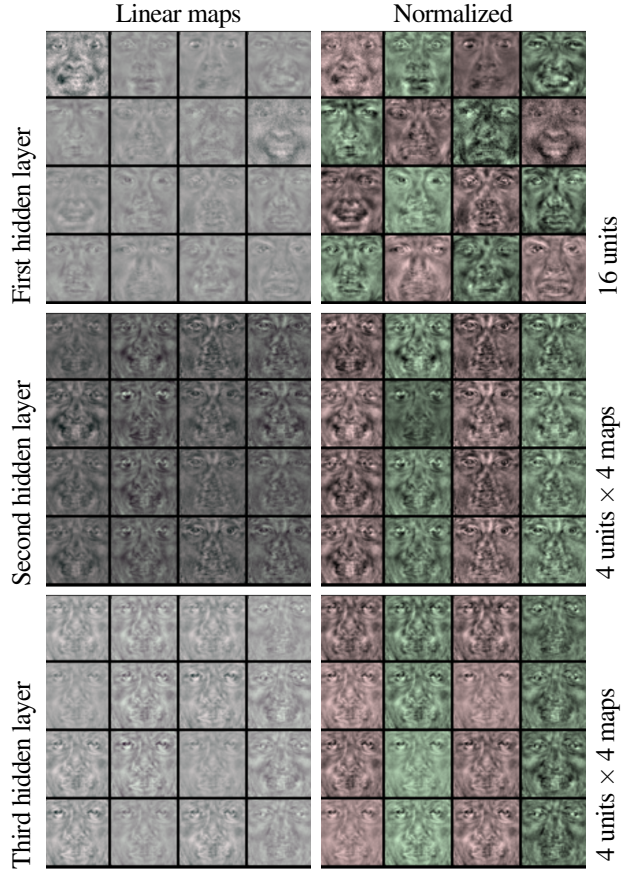 Linear maps
Normalized
First hidden layer
16 units
Second hidden layer
4 units × 4 maps
Third hidden layer
4 units × 4 maps